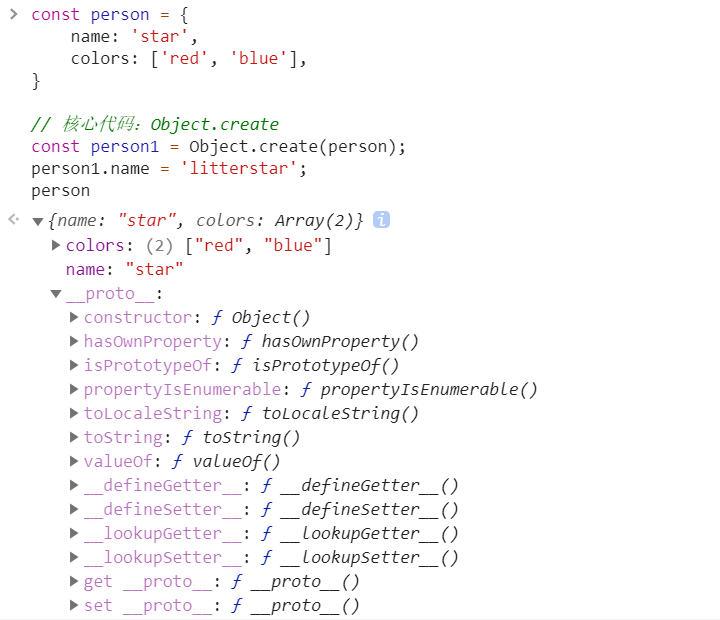 const person = {
name: 'star',
colors: ['red', 'blue'],
}
// 核心代码：Object.create
const person1 = Object.create(person);
person1.name = 'litterstar';
person
{name: "star", colors: Array(2)} i
colors: (2) ["red", "blue"]
name: "star"
__proto__:
constructor: ƒ Object()
hasOwnProperty: ƒ hasOwnProperty()
isPrototypeOf: ƒ isPrototypeOf()
propertyIsEnumerable: ƒ propertyIsEnumerable()
toLocaleString: ƒ toLocaleString()
toString: ƒ toString()
valueOf: ƒ valueOf()
__defineGetter__: ƒ __defineGetter__()
__defineSetter__: ƒ __defineSetter__()
__lookupGetter__: ƒ __lookupGetter__()
__lookupSetter__: ƒ __lookupSetter__()
get __proto__: ƒ __proto__()
set __proto__: ƒ __proto__()